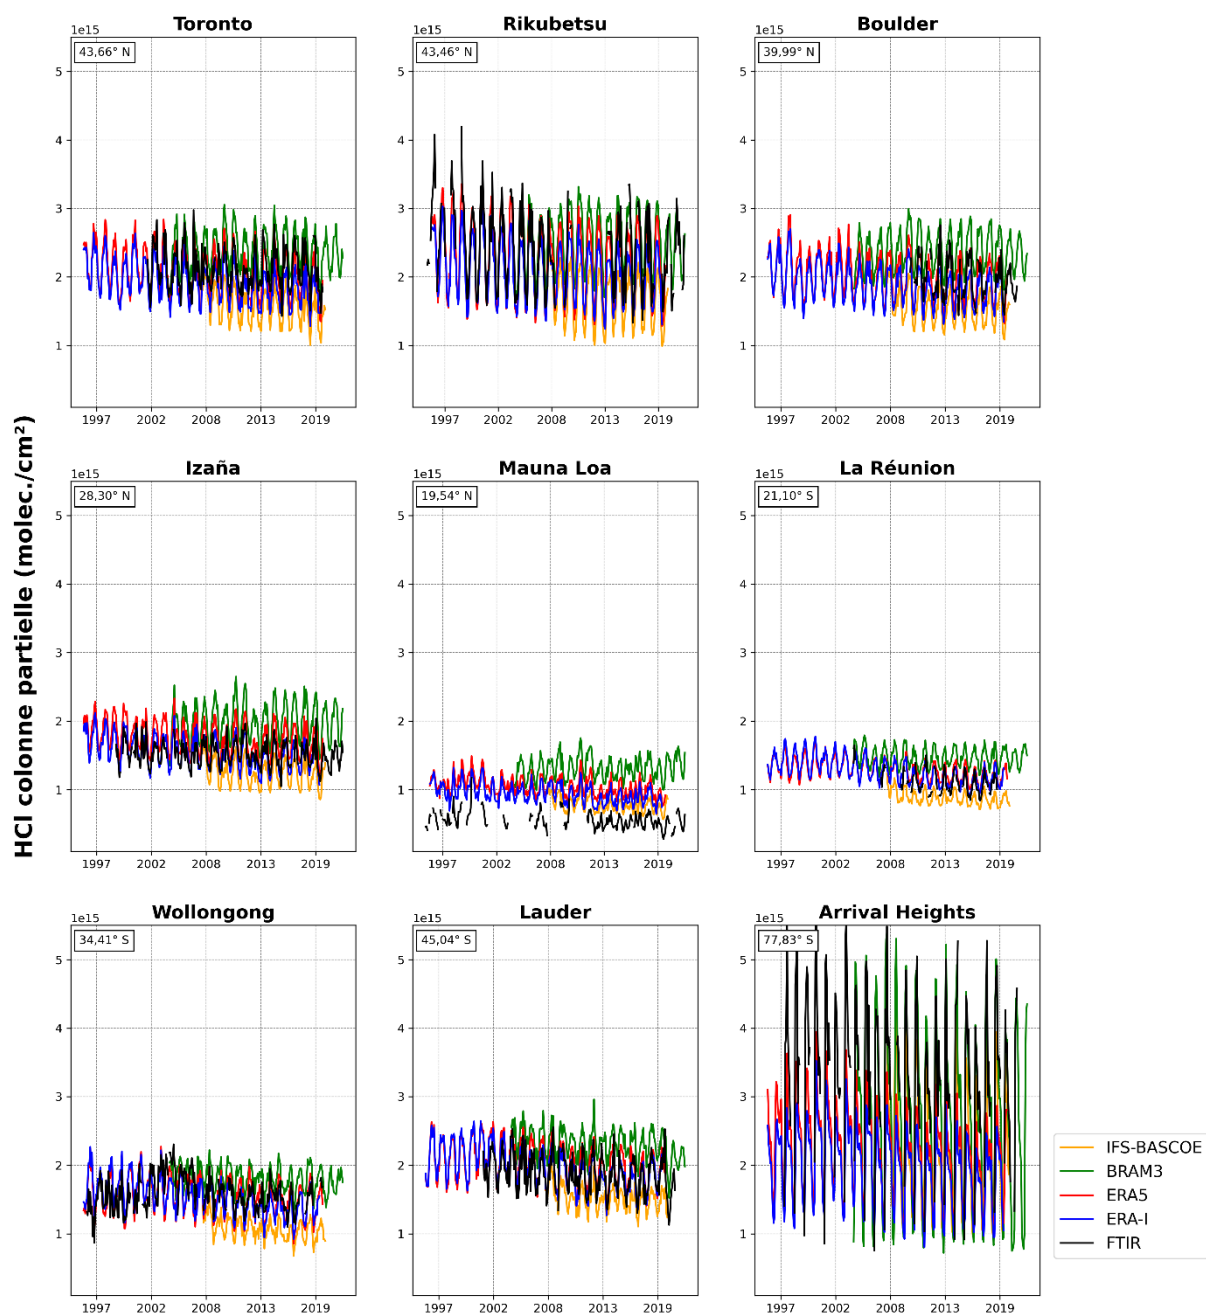 Toronto
1e15
43,66° N
5
4
3
2
1
1997 2002 2008 2013 2019
Rikubetsu
1e15
43,46° N
5
4
3
2
1
1997 2002 2008 2013 2019
Boulder
1e15
39,99° N
5
4
3
2
1
1997 2002 2008 2013 2019
HCl colonne partielle (molec./cm²)
Izaña
1e15
28,30° N
5
4
3
2
1
1997 2002 2008 2013 2019
Mauna Loa
1e15
19,54° N
5
4
3
2
1
1997 2002 2008 2013 2019
La Réunion
1e15
21,10° S
5
4
3
2
1
1997 2002 2008 2013 2019
Wollongong
1e15
34,41° S
5
4
3
2
1
1997 2002 2008 2013 2019
Lauder
1e15
45,04° S
5
4
3
2
1
1997 2002 2008 2013 2019
Arrival Heights
1e15
77,83° S
5
4
3
2
1
1997 2002 2008 2013 2019
IFS-BASCOE
BRAM3
ERA5
ERA-I
FTIR